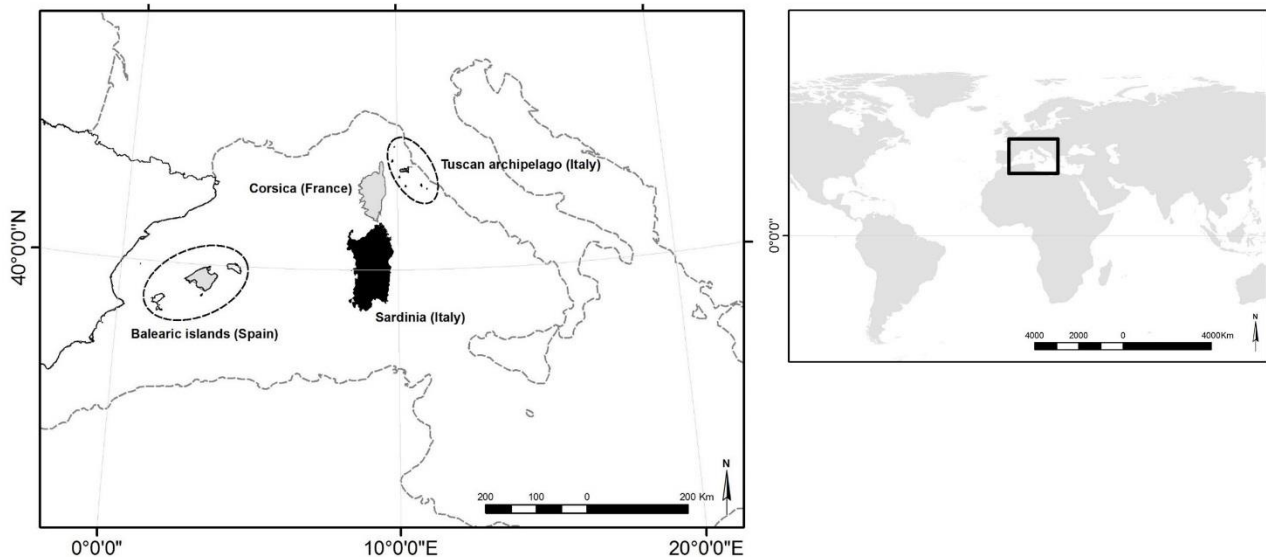 Tuscan archipelago (Italy)
Corsica (France)
40°0'0"N
Balearic islands (Spain)
Sardinia (Italy)
N
200 100 0 200 Km
0°0'0" 10°0'0"E 20°0'0"E
0°0'0"
N
4000 2000 0 4000Km